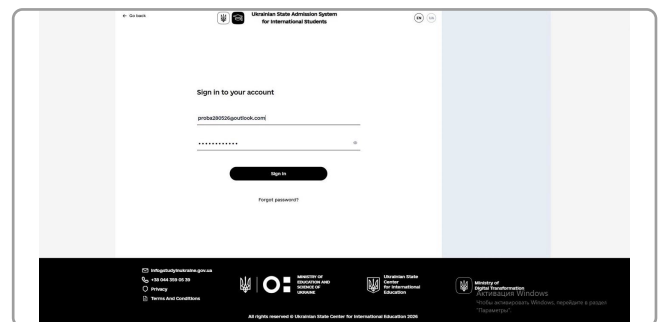 ← Go back
Ukrainian State Admission System
for International Students
EN
Sign in to your account
proba280526@outlook.com
Sign in
Forgot password?
info@studyinukraine.gov.ua
+38 044 359 05 39
Privacy
Terms And Conditions
MINISTRY OF
EDUCATION AND
SCIENCE OF
UKRAINE
Ukrainian State
Center
for International
Education
Ministry of
Digital Transformation
Активация Windows
Чтобы активировать Windows, перейдите в раздел
"Параметры".
All rights reserved © Ukrainian State Center for International Education 2026